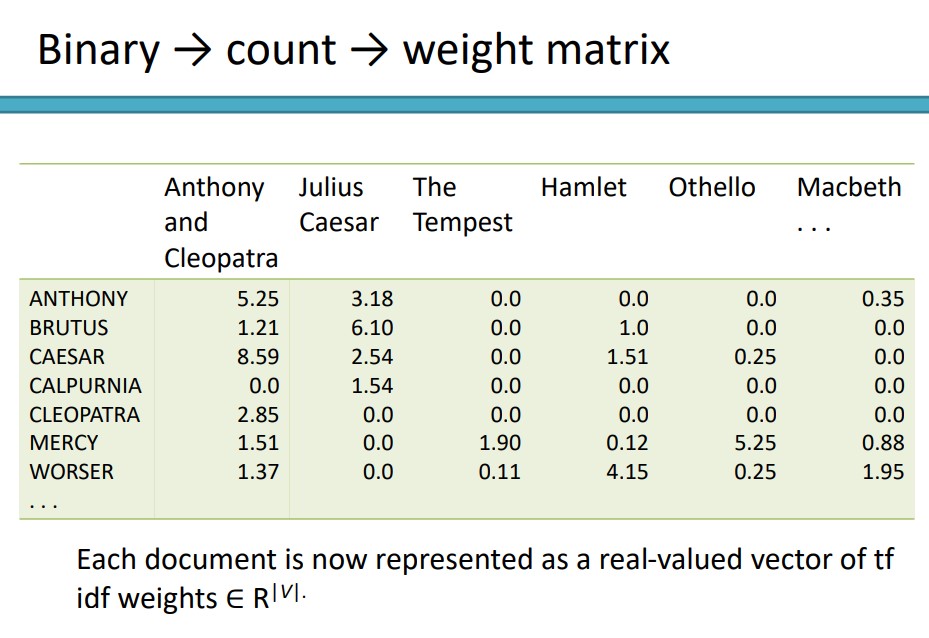 Binary → count → weight matrix
Anthony and Cleopatra Julius Caesar The Tempest Hamlet Othello Macbeth . . .
ANTHONY 5.25 3.18 0.0 0.0 0.0 0.35
BRUTUS 1.21 6.10 0.0 1.0 0.0 0.0
CAESAR 8.59 2.54 0.0 1.51 0.25 0.0
CALPURNIA 0.0 1.54 0.0 0.0 0.0 0.0
CLEOPATRA 2.85 0.0 0.0 0.0 0.0 0.0
MERCY 1.51 0.0 1.90 0.12 5.25 0.88
WORSER 1.37 0.0 0.11 4.15 0.25 1.95
. . .
Each document is now represented as a real-valued vector of tf
idf weights ∈ R|V|.